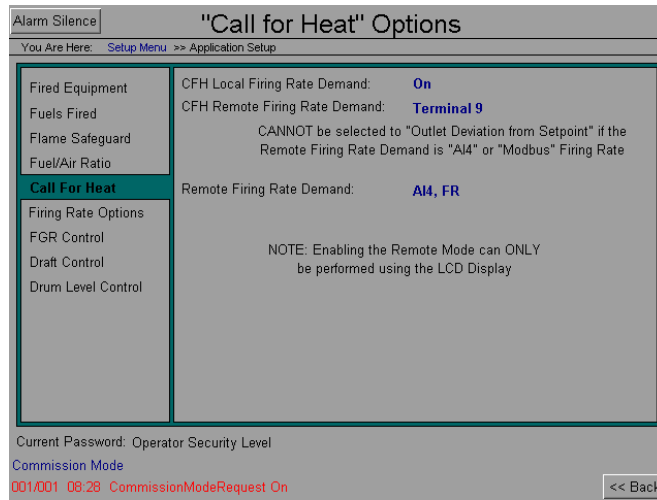 Alarm Silence
"Call for Heat" Options
You Are Here: Setup Menu >> Application Setup
Fired Equipment
Fuels Fired
Flame Safeguard
Fuel/Air Ratio
Call For Heat
Firing Rate Options
FGR Control
Draft Control
Drum Level Control
CFH Local Firing Rate Demand: On
CFH Remote Firing Rate Demand: Terminal 9
CANNOT be selected to "Outlet Deviation from Setpoint" if the
Remote Firing Rate Demand is "AI4" or "Modbus" Firing Rate
Remote Firing Rate Demand: AI4, FR
NOTE: Enabling the Remote Mode can ONLY
be performed using the LCD Display
Current Password: Operator Security Level
Commission Mode
001/001 08:28 CommissionModeRequest On
<< Back